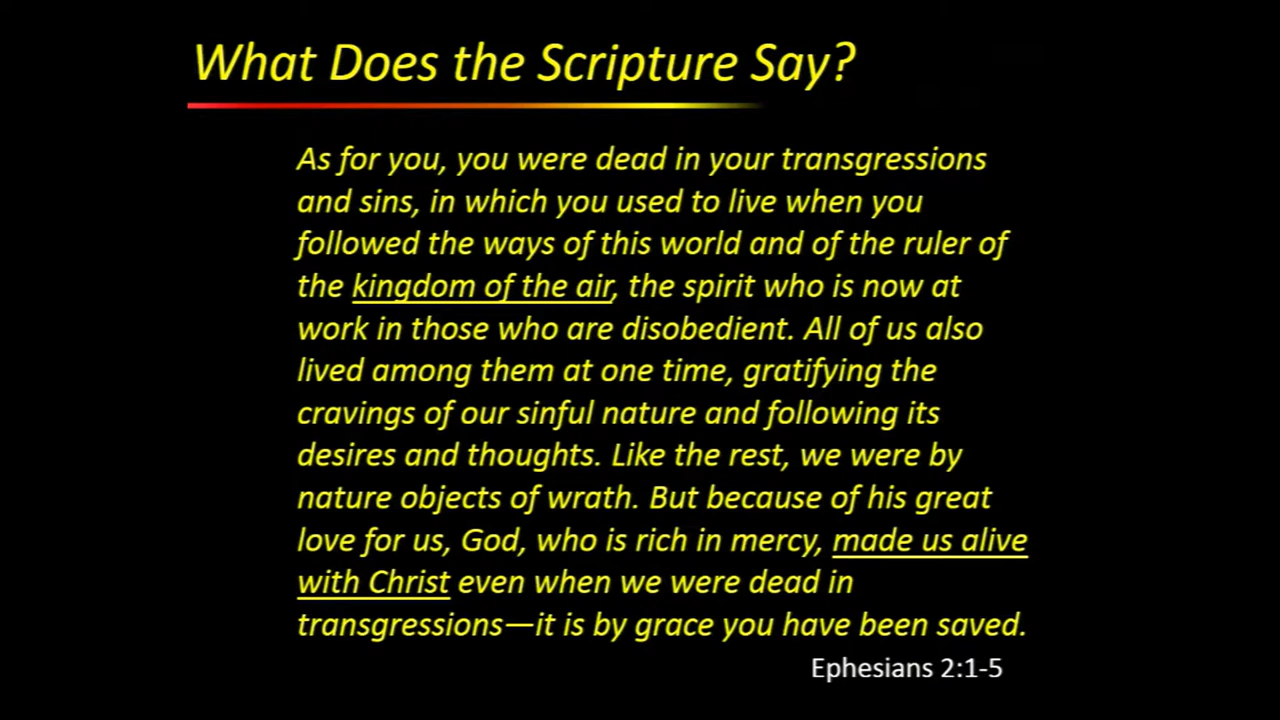 What Does the Scripture Say?
As for you, you were dead in your transgressions
and sins, in which you used to live when you
followed the ways of this world and of the ruler of
the kingdom of the air, the spirit who is now at
work in those who are disobedient. All of us also
lived among them at one time, gratifying the
cravings of our sinful nature and following its
desires and thoughts. Like the rest, we were by
nature objects of wrath. But because of his great
love for us, God, who is rich in mercy, made us alive
with Christ even when we were dead in
transgressions—it is by grace you have been saved.
Ephesians 2:1-5